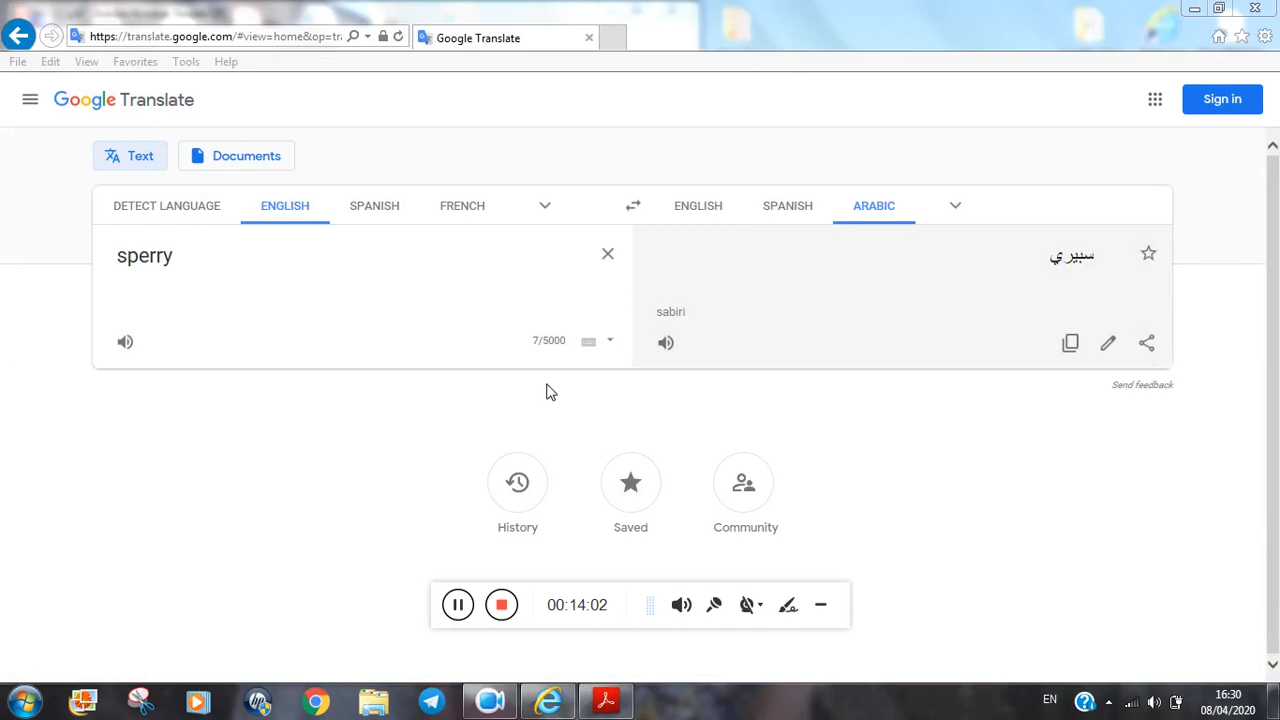 https://translate.google.com/#view=home&op=tr
Google Translate
File Edit View Favorites Tools Help
Google Translate
Sign in
Text
Documents
DETECT LANGUAGE ENGLISH SPANISH FRENCH
ENGLISH SPANISH ARABIC
sperry
سبيري
sabiri
7/5000
Send feedback
History
Saved
Community
00:14:02
EN
16:30
08/04/2020